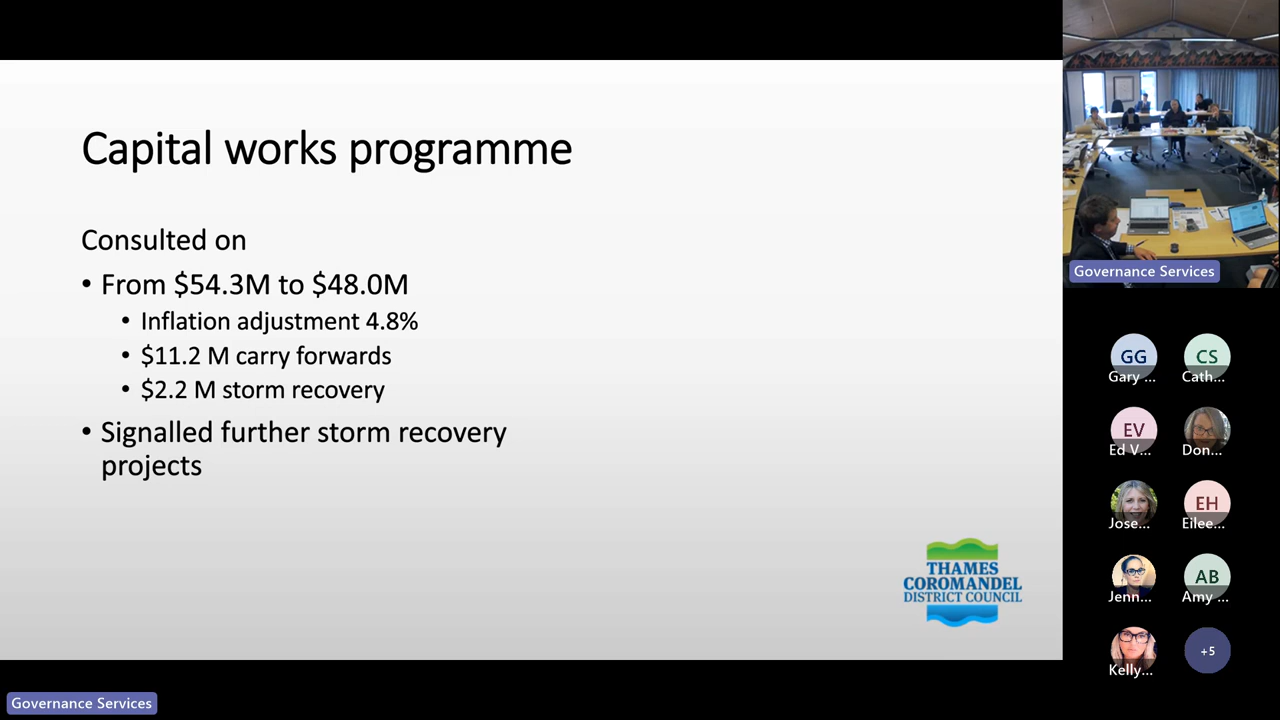 Capital works programme
Consulted on
• From $54.3M to $48.0M
• Inflation adjustment 4.8%
• $11.2 M carry forwards
• $2.2 M storm recovery
• Signalled further storm recovery
projects
THAMES
COROMANDEL
DISTRICT COUNCIL
Governance Services
GG
Gary ...
CS
Cath...
EV
Ed V...
Don...
Jose...
EH
Eilee...
Jenn...
AB
Amy ...
Kelly...
+5
Governance Services